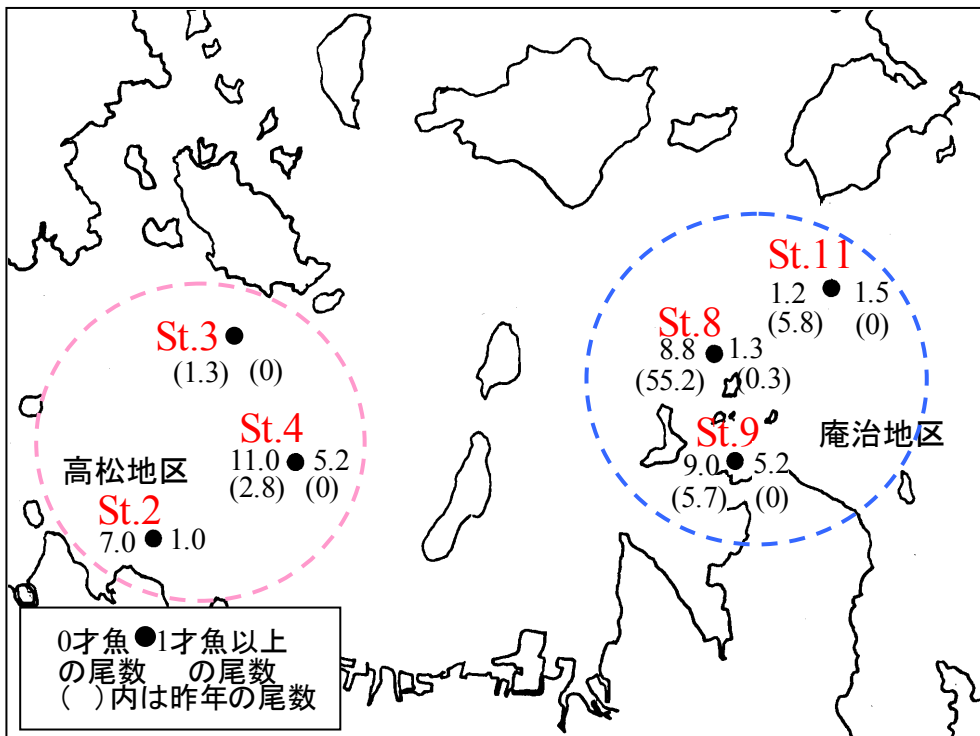 St.11
1.2 1.5
(5.8) (0)
St.8
8.8 1.3
(55.2) (0.3)
St.3
(1.3) (0)
St.4
11.0 5.2
(2.8) (0)
高松地区
St.2
7.0 1.0
St.9
9.0 5.2
(5.7) (0)
庵治地区
0才魚●1才魚以上
の尾数 の尾数
( )内は昨年の尾数